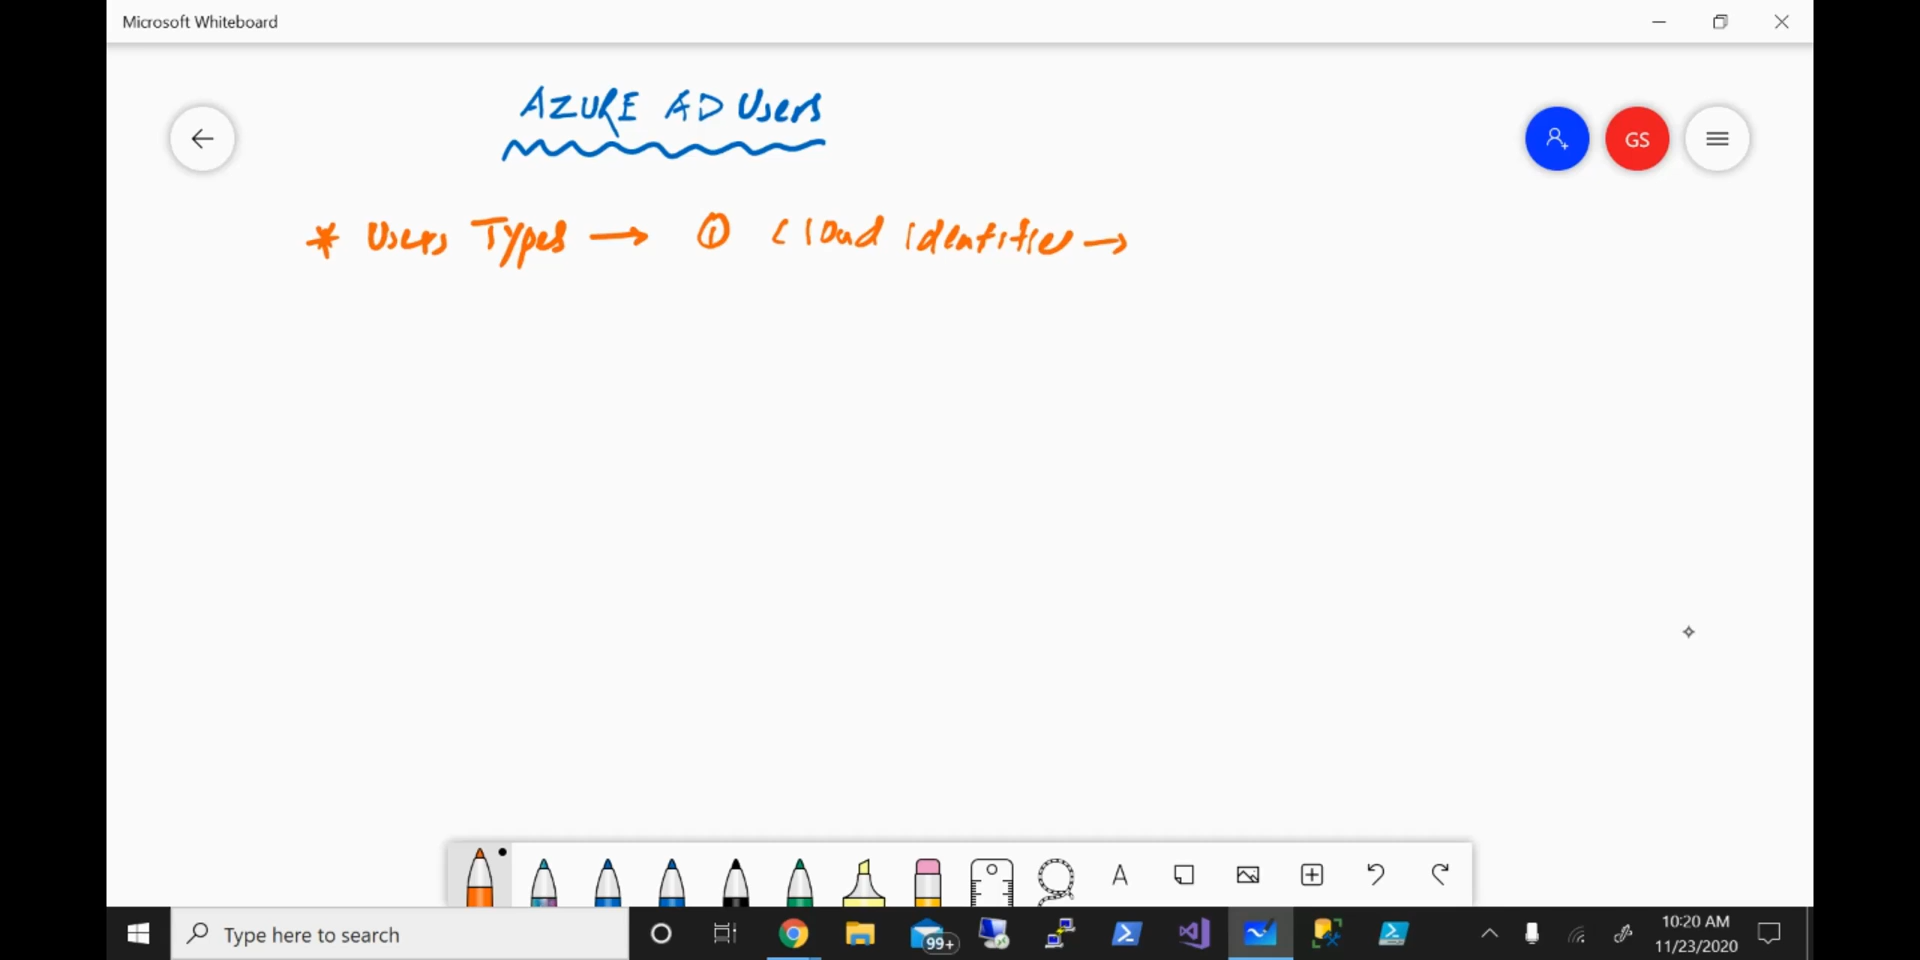 Microsoft Whiteboard
AZURE AD Users
GS
* Users Types → ① Cloud Identities →
A
Type here to search
99+
10:20 AM
11/23/2020